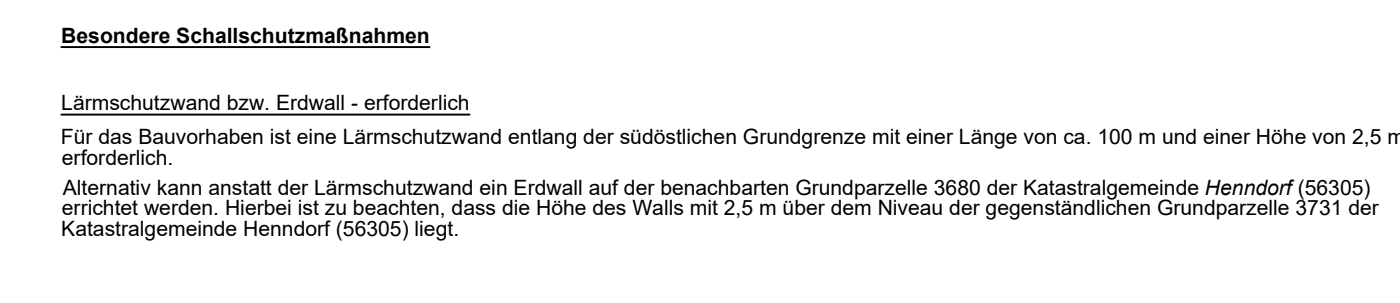 Besondere Schallschutzmaßnahmen
Lärmschutzwand bzw. Erdwall - erforderlich
Für das Bauvorhaben ist eine Lärmschutzwand entlang der südöstlichen Grundgrenze mit einer Länge von ca. 100 m und einer Höhe von 2,5 m
erforderlich.
Alternativ kann anstatt der Lärmschutzwand ein Erdwall auf der benachbarten Grundparzelle 3680 der Katastralgemeinde Henndorf (56305)
errichtet werden. Hierbei ist zu beachten, dass die Höhe des Walls mit 2,5 m über dem Niveau der gegenständlichen Grundparzelle 3731 der
Katastralgemeinde Henndorf (56305) liegt.